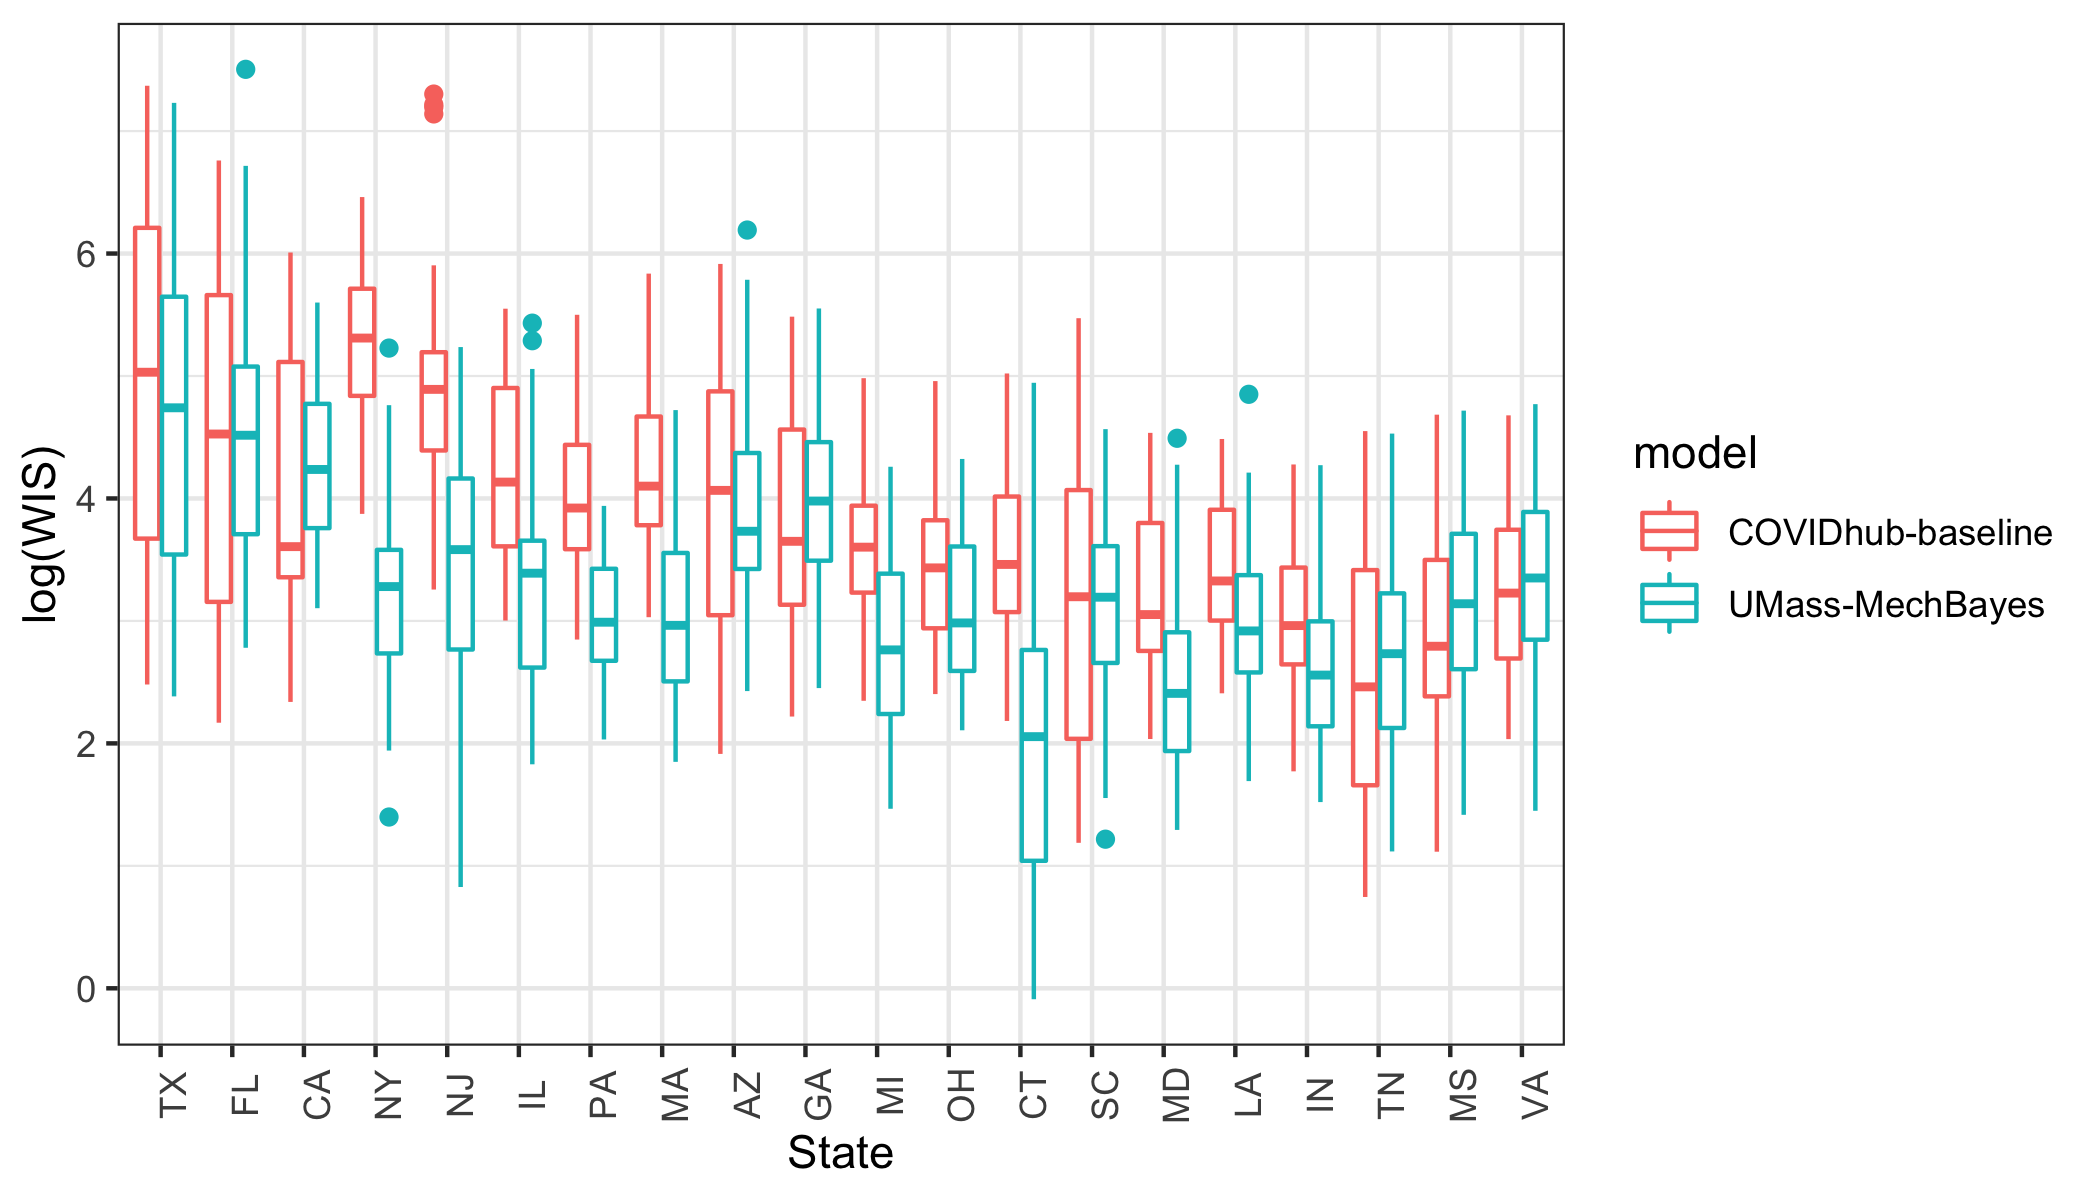 log(WIS)
6
4
2
0
TX FL CA NY NJ IL PA MA AZ GA MI OH CT SC MD LA IN TN MS VA
State
model
COVIDhub-baseline
UMass-MechBayes